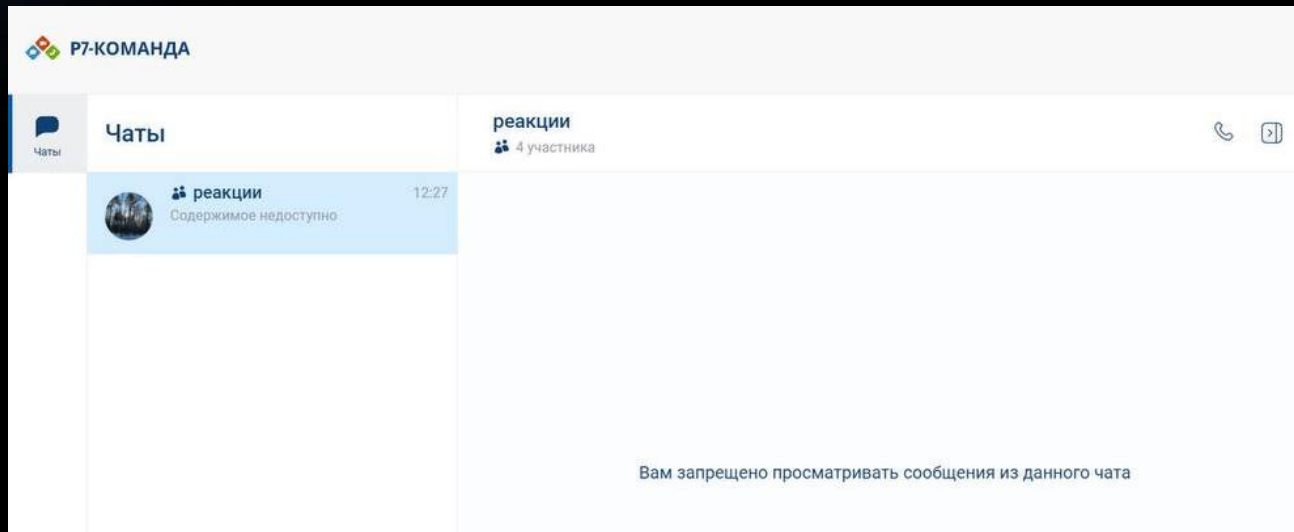 Р7-КОМАНДА
Чаты
Чаты
реакции 12:27
Содержимое недоступно
реакции
4 участника
Вам запрещено просматривать сообщения из данного чата